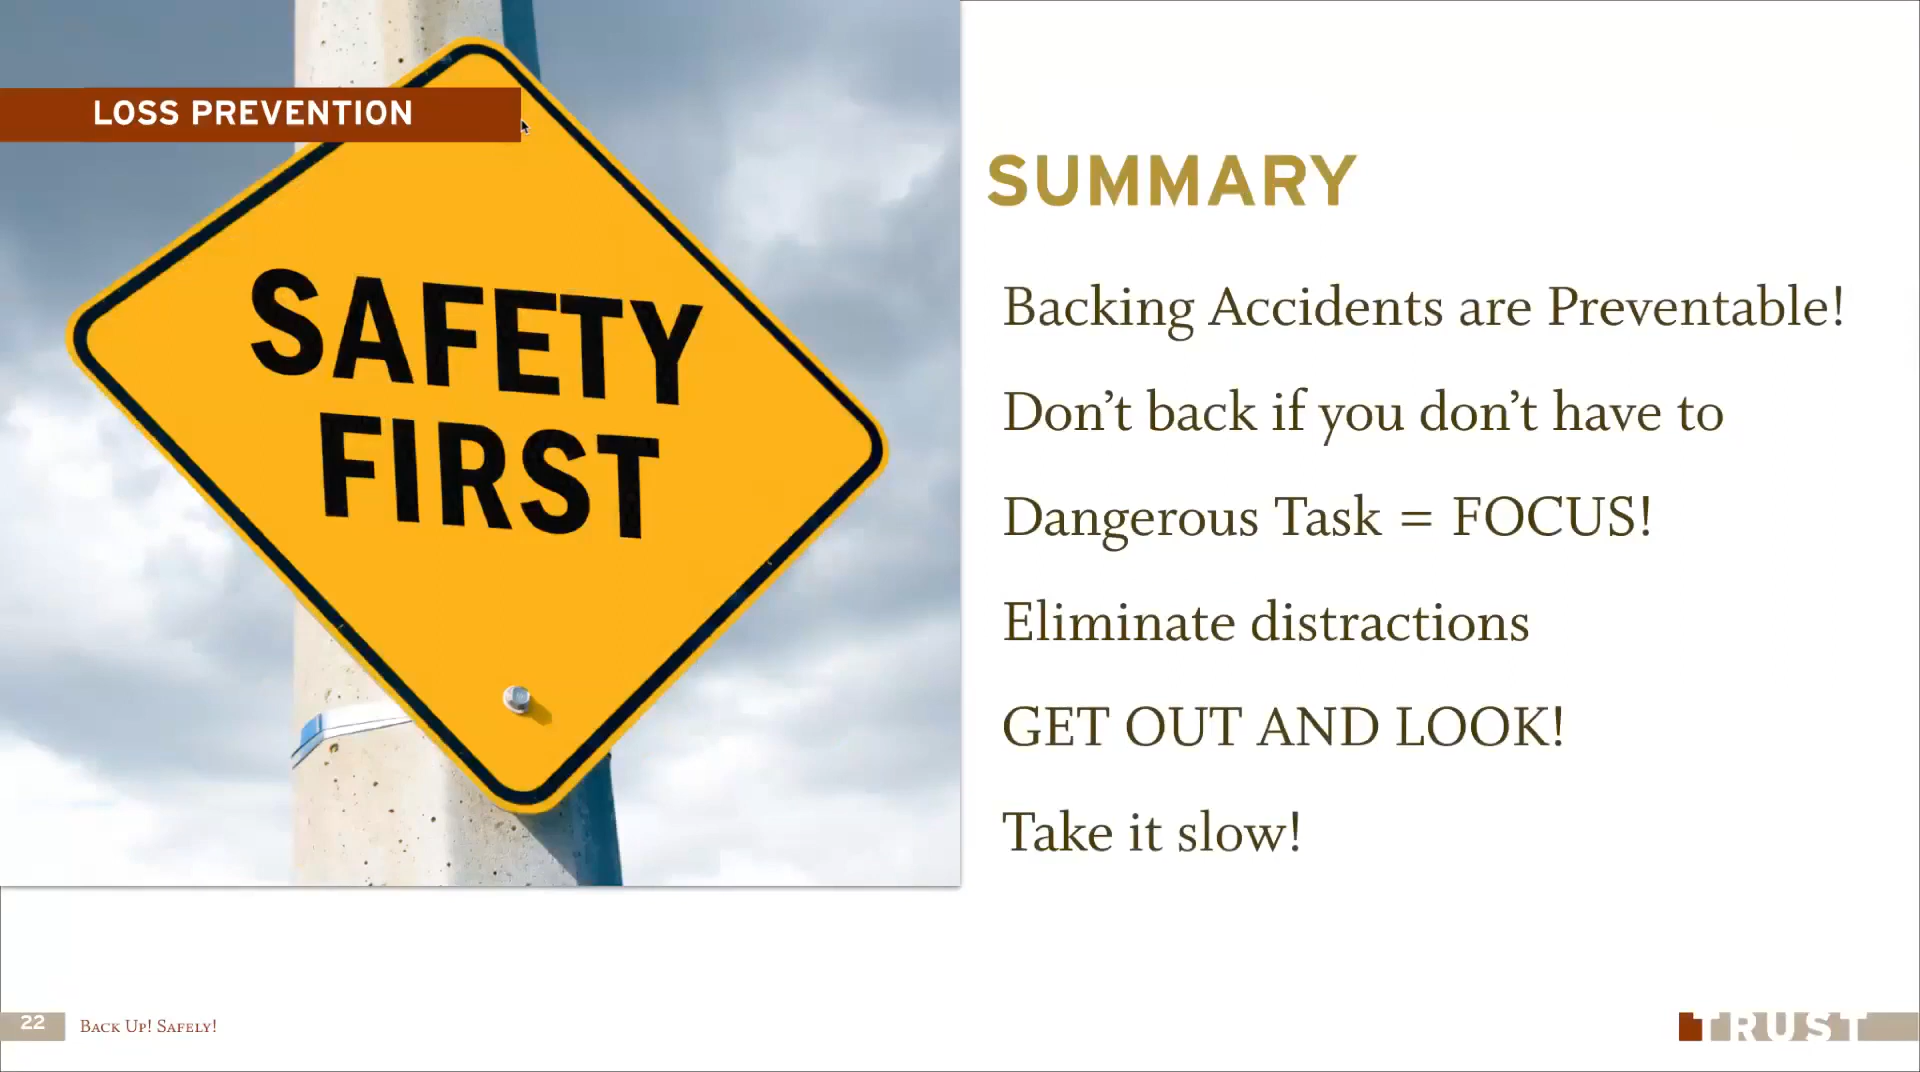 LOSS PREVENTION
SAFETY
FIRST
SUMMARY
Backing Accidents are Preventable!
Don’t back if you don’t have to
Dangerous Task = FOCUS!
Eliminate distractions
GET OUT AND LOOK!
Take it slow!
22 Back Up! Safely!
TRUST